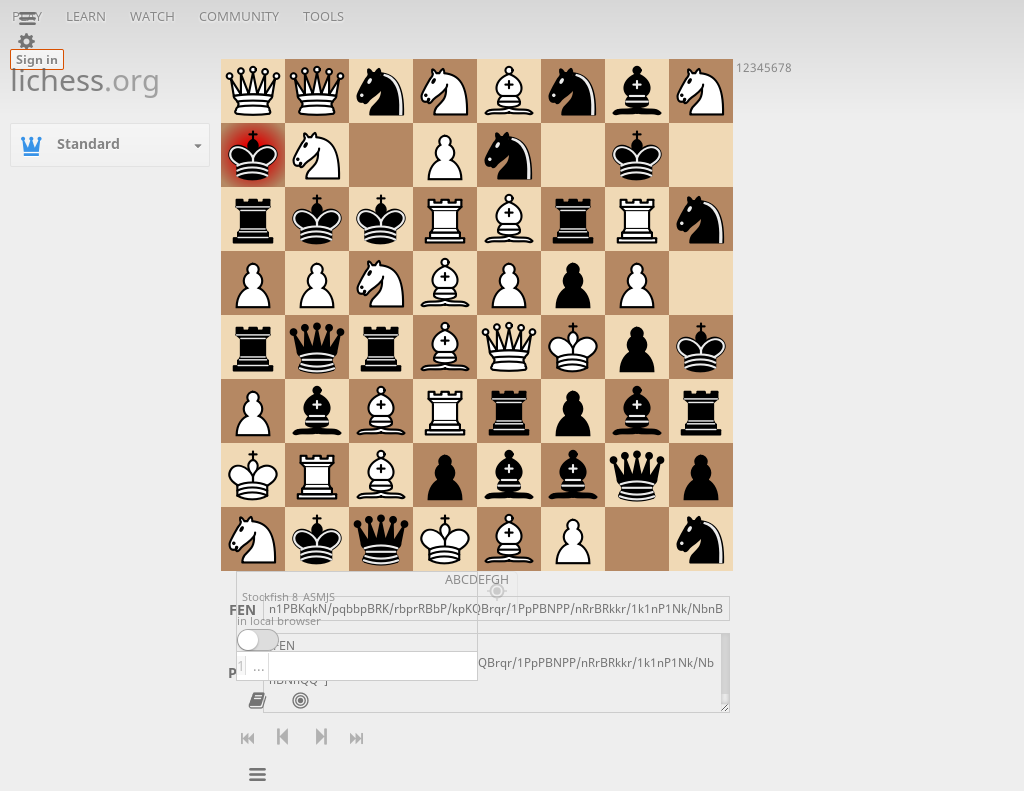 PLAY LEARN WATCH COMMUNITY TOOLS
Sign in
lichess.org
12345678
Standard
ABCDEFGH
Stockfish 8 ASMJS
FEN n1PBKqkN/pqbbpBRK/rbprRBbP/kpKQBrqr/1PpPBNPP/nRrBRkkr/1k1nP1Nk/NbnB
in local browser
FEN
QBrqr/1PpPBNPP/nRrBRkkr/1k1nP1Nk/Nb
P
1 ...